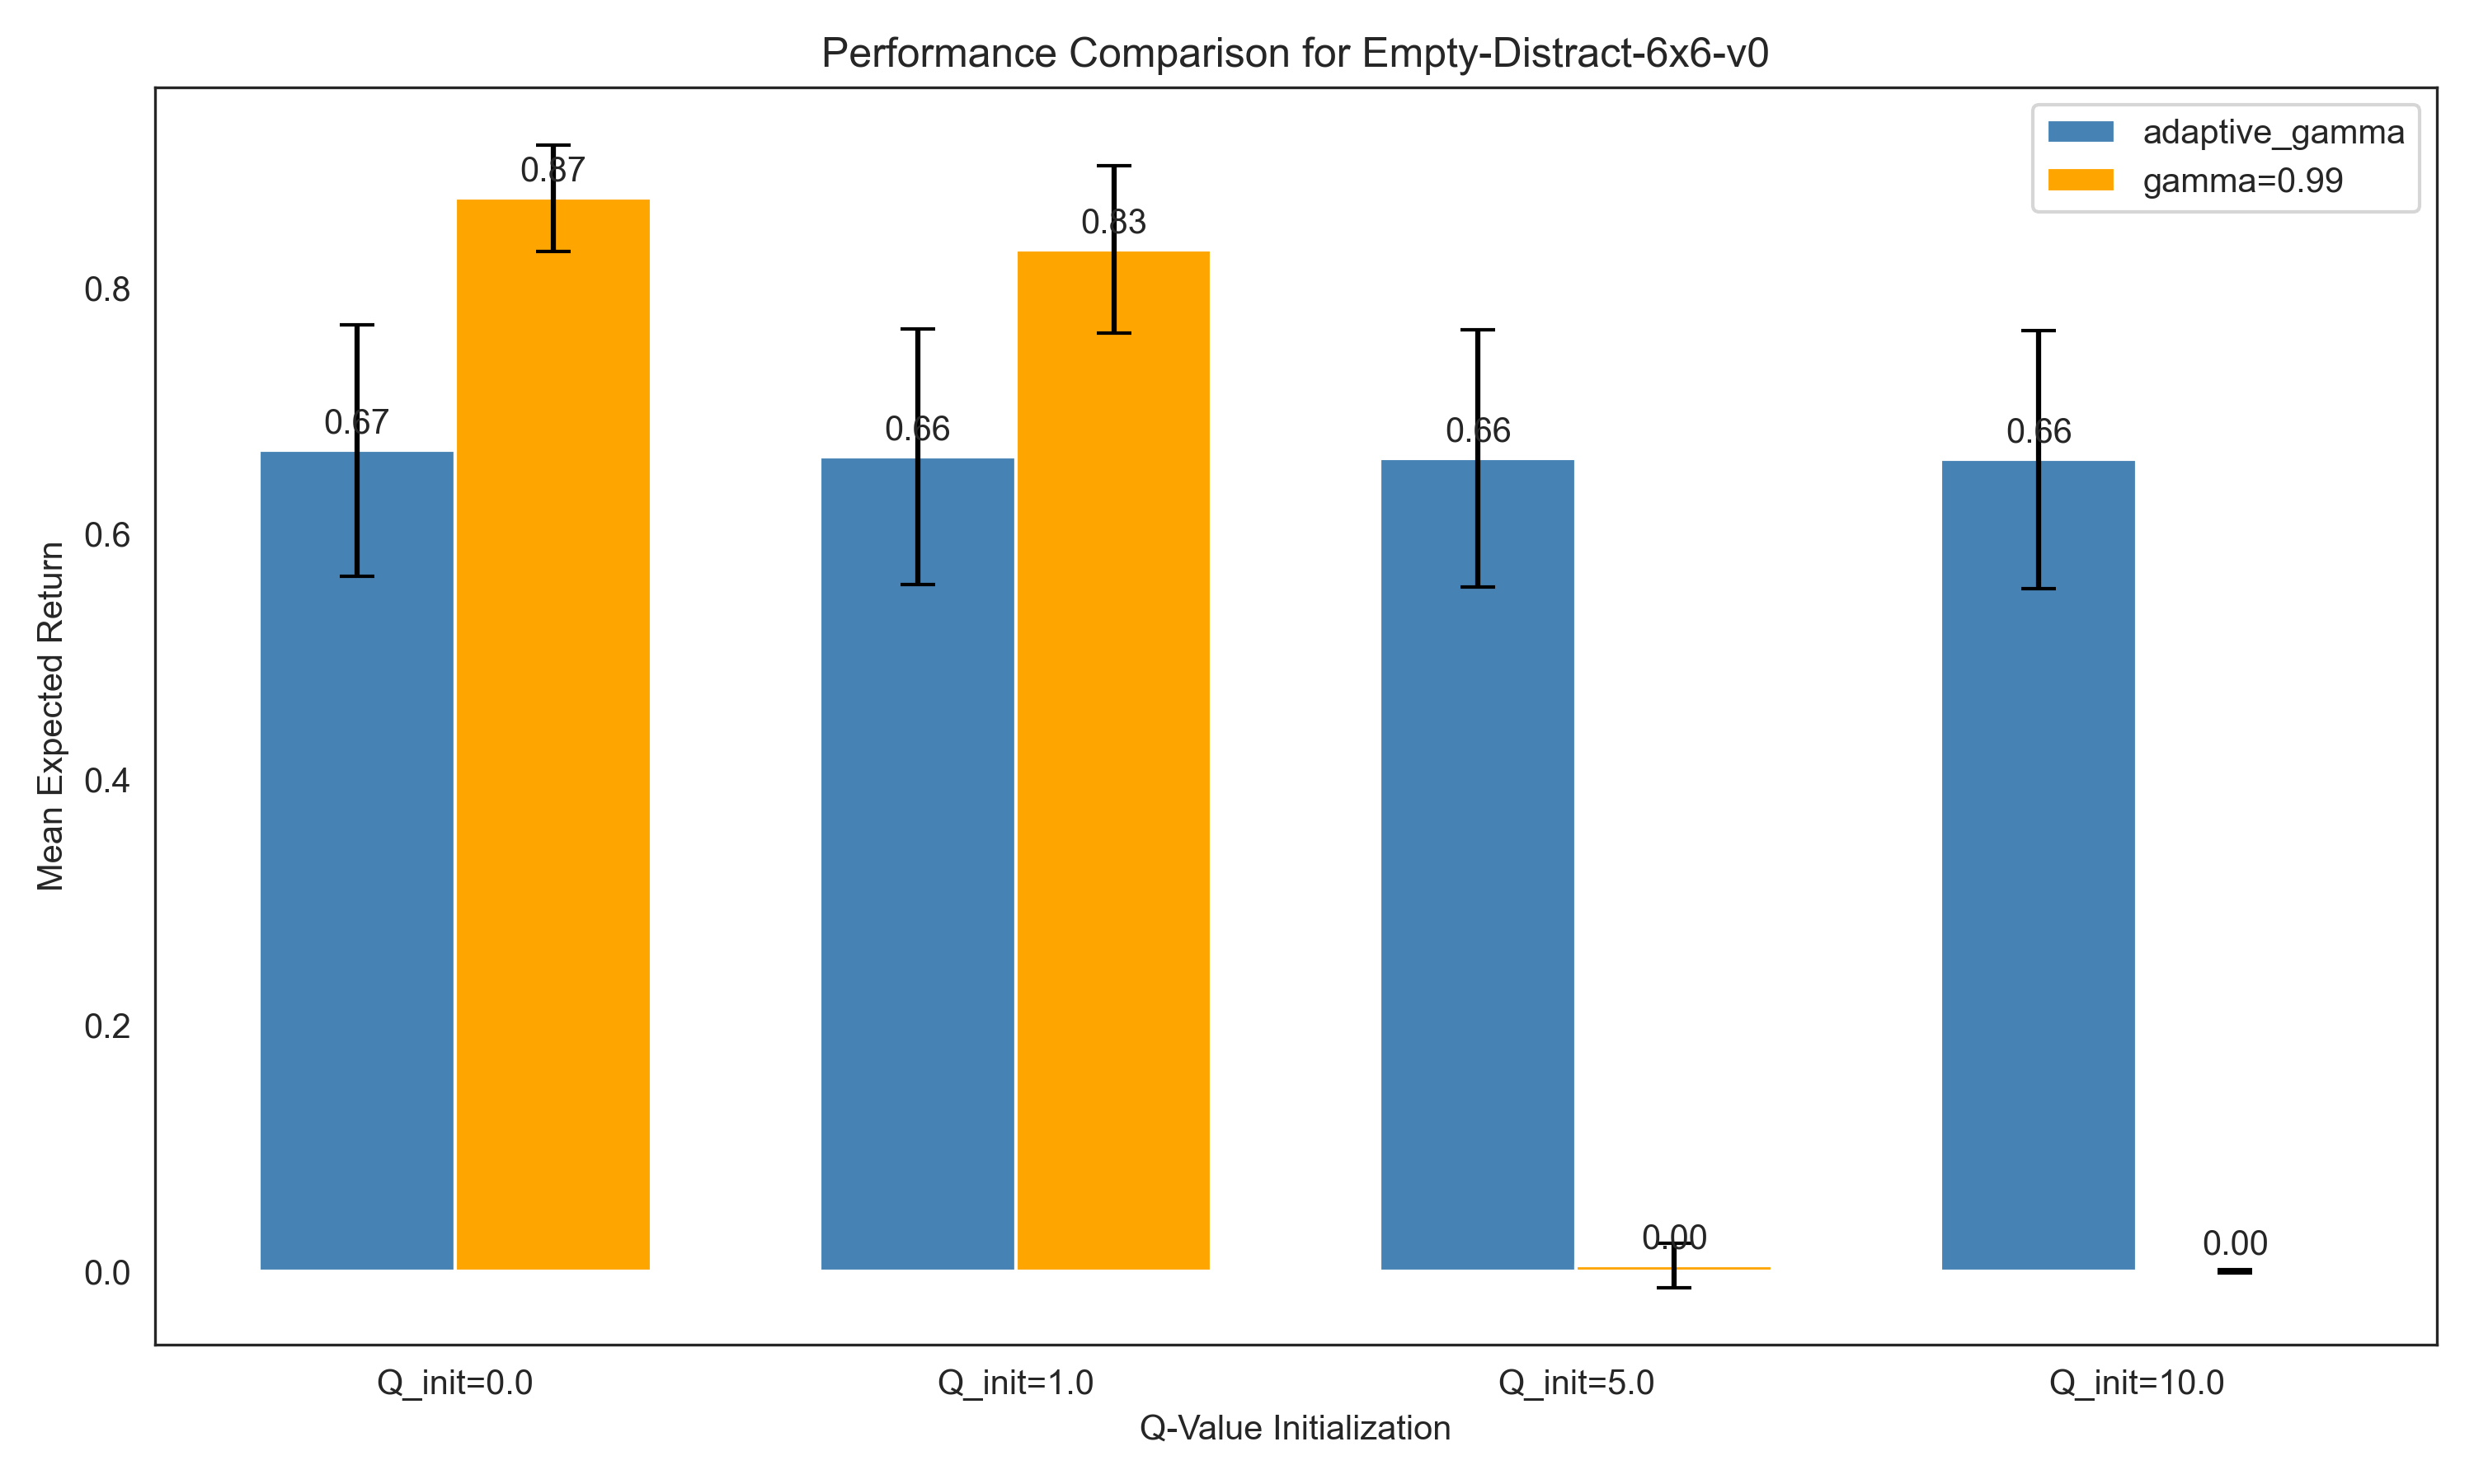 Performance Comparison for Empty-Distract-6x6-v0
adaptive_gamma
gamma=0.99
Mean Expected Return
0.8
0.6
0.4
0.2
0.0
0.67
0.87
0.66
0.83
0.66
0.00
0.66
0.00
Q_init=0.0
Q_init=1.0
Q_init=5.0
Q_init=10.0
Q-Value Initialization